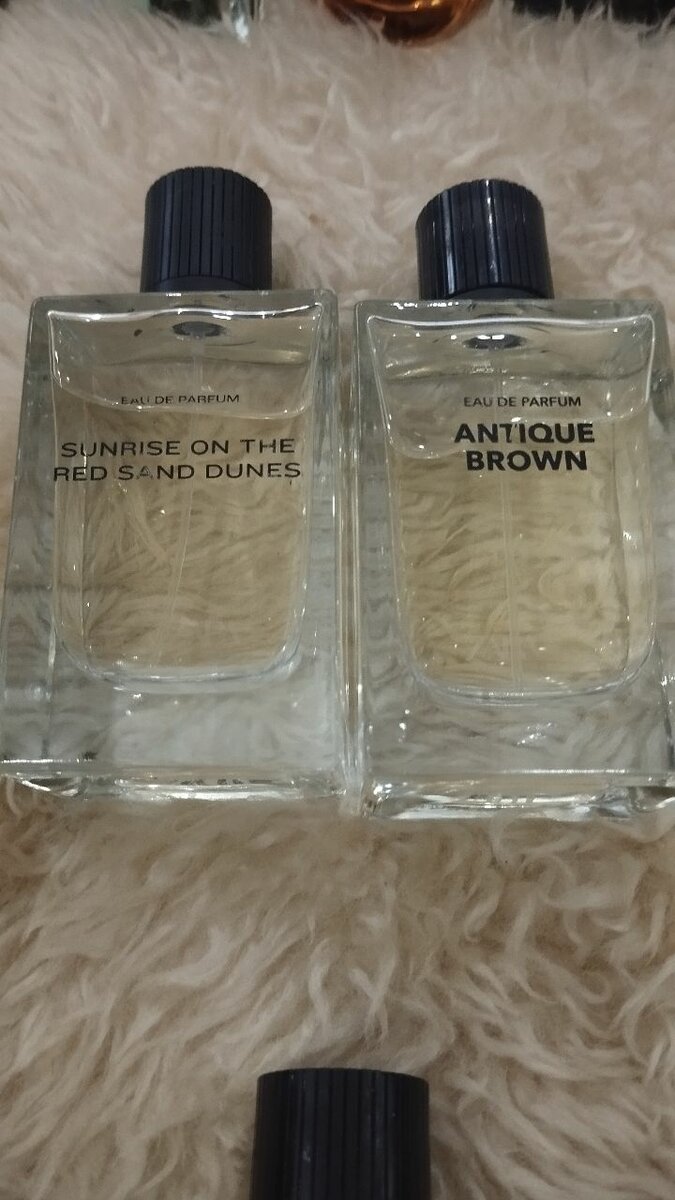 EAU DE PARFUM
SUNRISE ON THE
RED SAND DUNES
EAU DE PARFUM
ANTIQUE
BROWN